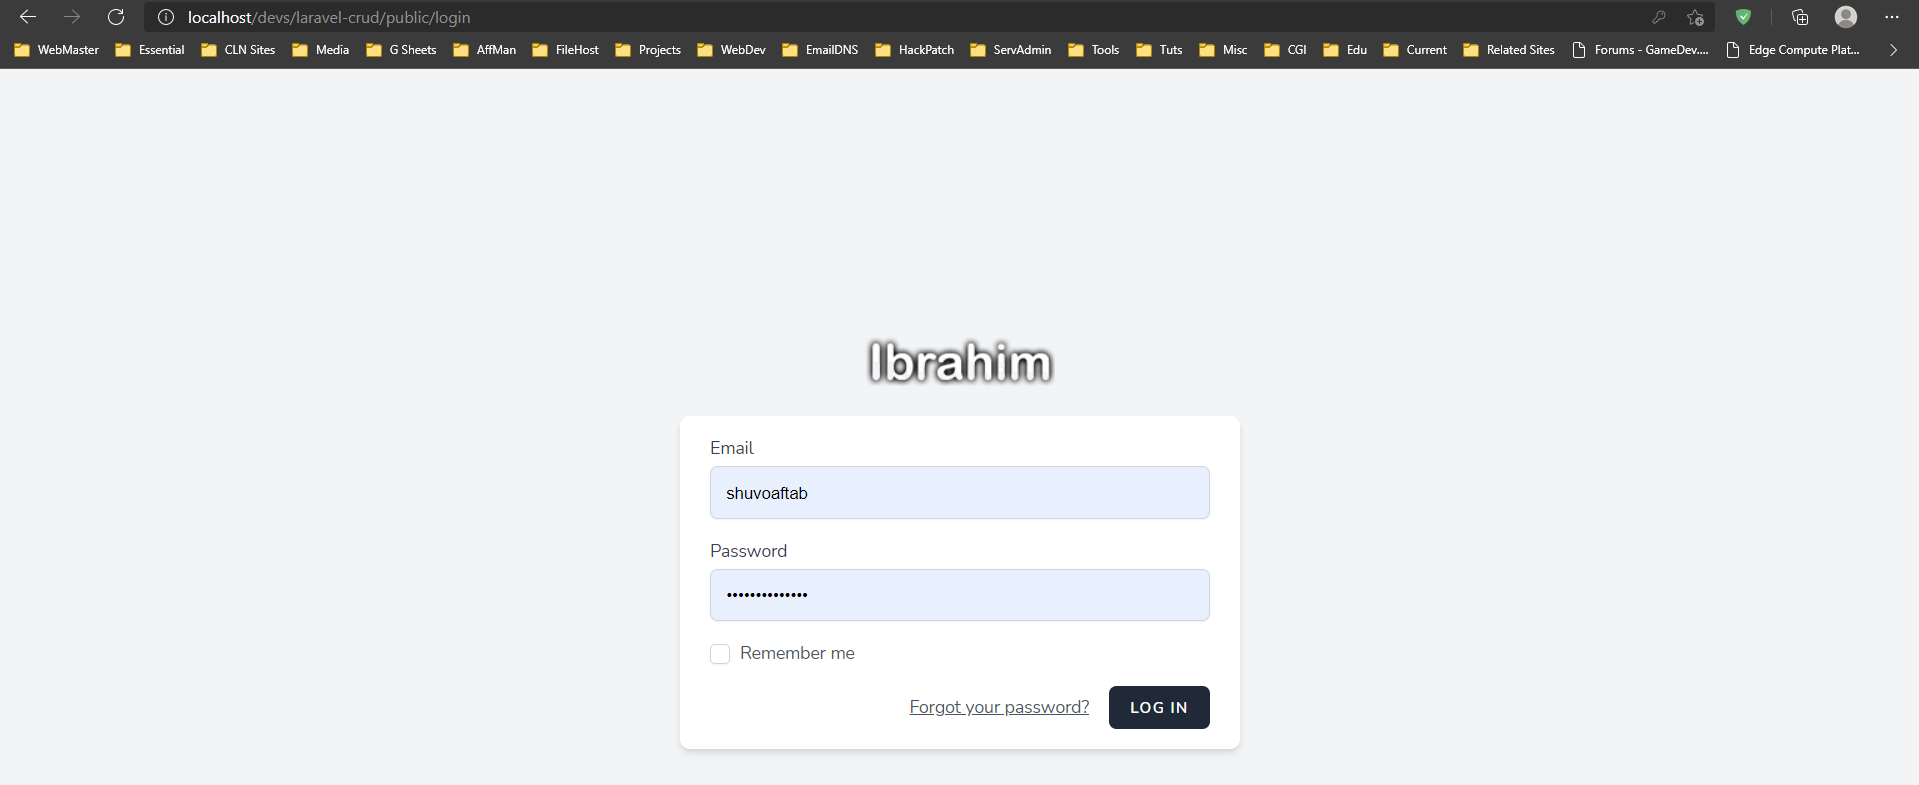 localhost/devs/laravel-crud/public/login
WebMaster Essential CLN Sites Media G Sheets AffMan FileHost Projects WebDev EmailDNS HackPatch ServAdmin Tools Tuts Misc CGI Edu Current Related Sites Forums - GameDev.... Edge Compute Plat...
Ibrahim
Email
shuvoaftab
Password
••••••••••••••
Remember me
Forgot your password? LOG IN